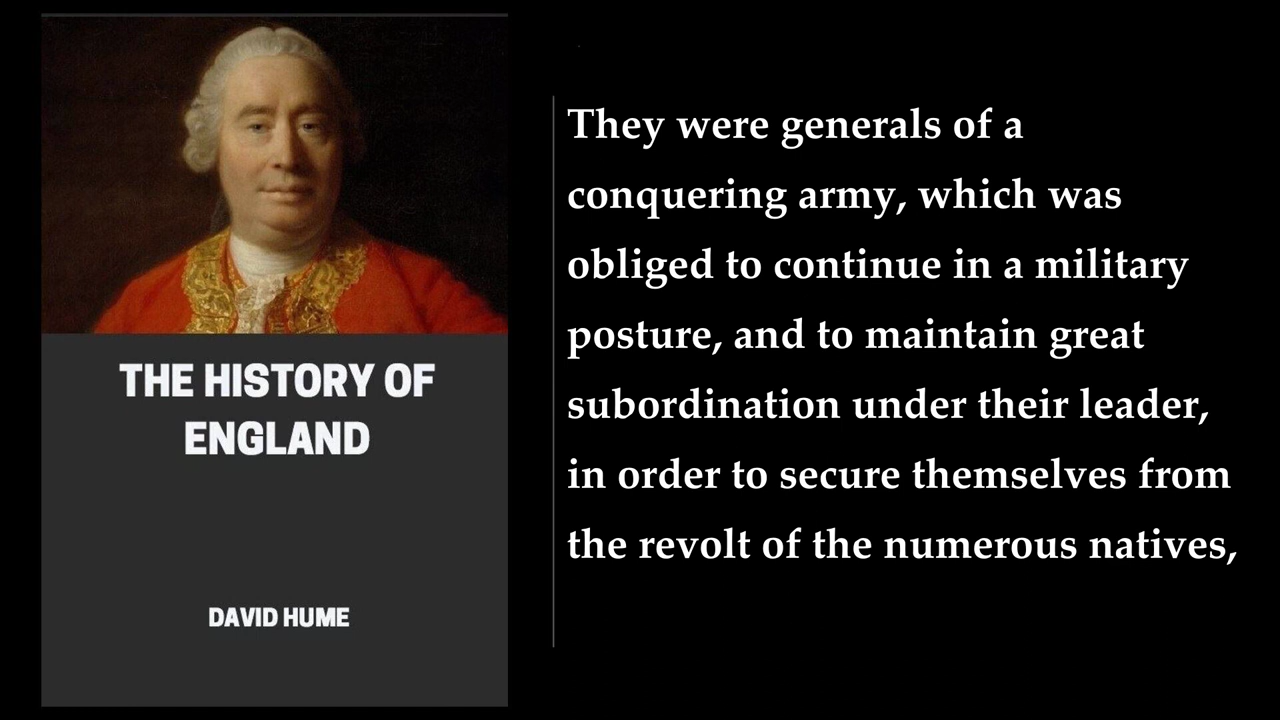 THE HISTORY OF
ENGLAND
DAVID HUME
They were generals of a
conquering army, which was
obliged to continue in a military
posture, and to maintain great
subordination under their leader,
in order to secure themselves from
the revolt of the numerous natives,